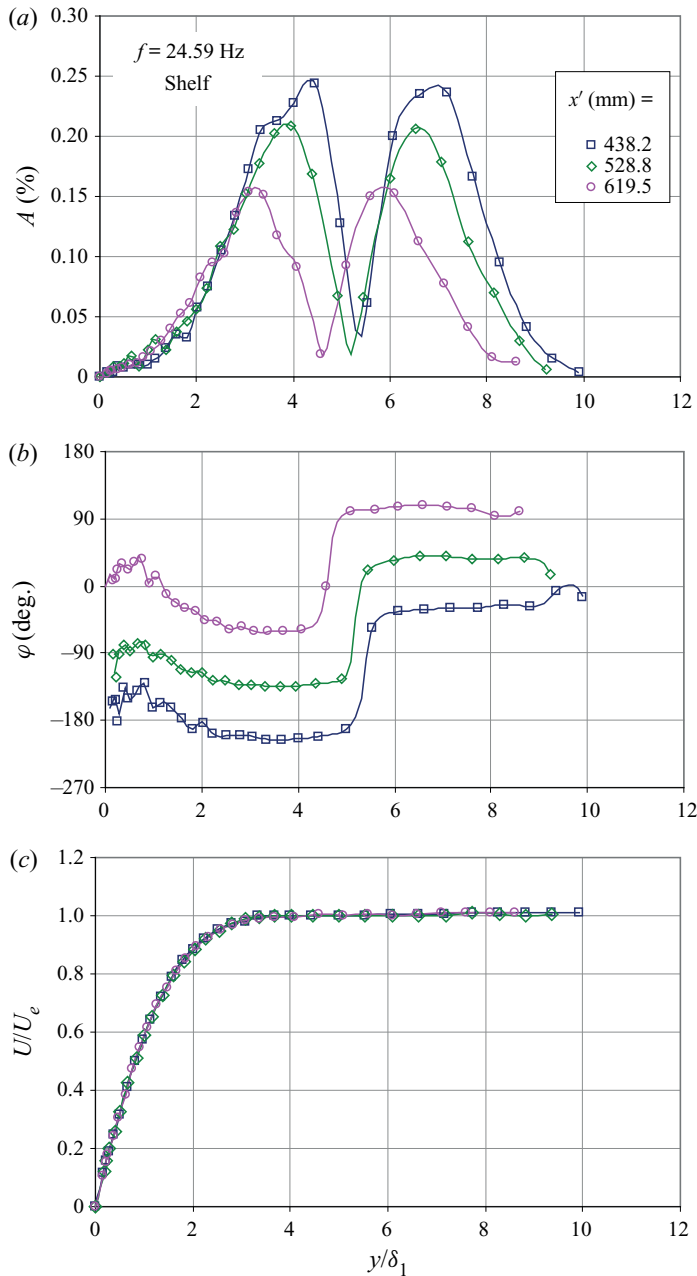 (a)
0.30
0.25
0.20
0.15
0.10
0.05
0
A (%)
f = 24.59 Hz
Shelf
x′ (mm) =
438.2
528.8
619.5
0 2 4 6 8 10 12
(b)
180
90
0
–90
–180
–270
φ (deg.)
0 2 4 6 8 10 12
(c)
1.2
1.0
0.8
0.6
0.4
0.2
0
U/Ue
0 2 4 6 8 10 12
y/δ1